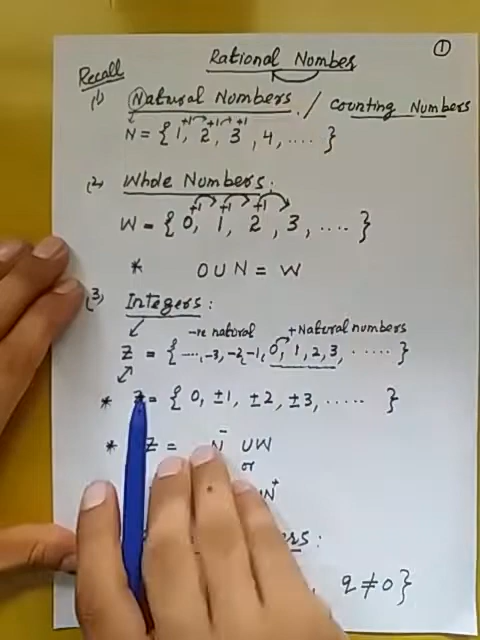 ①
Rational Number
Recall
(1) Natural Numbers. / Counting Numbers
+1 +1 +1
N = { 1, 2, 3, 4, .... }
(2) Whole Numbers:
+1 +1 +1
W = { 0, 1, 2, 3, .... }
* O U N = W
(3) Integers:
-ve natural +Natural numbers
Z = { ...., -3, -2, -1, 0, 1, 2, 3, ..... }
* Z = { 0, ±1, ±2, ±3, ..... }
* Z = N⁻ U W
or
N⁺
ers:
, q ≠ 0}